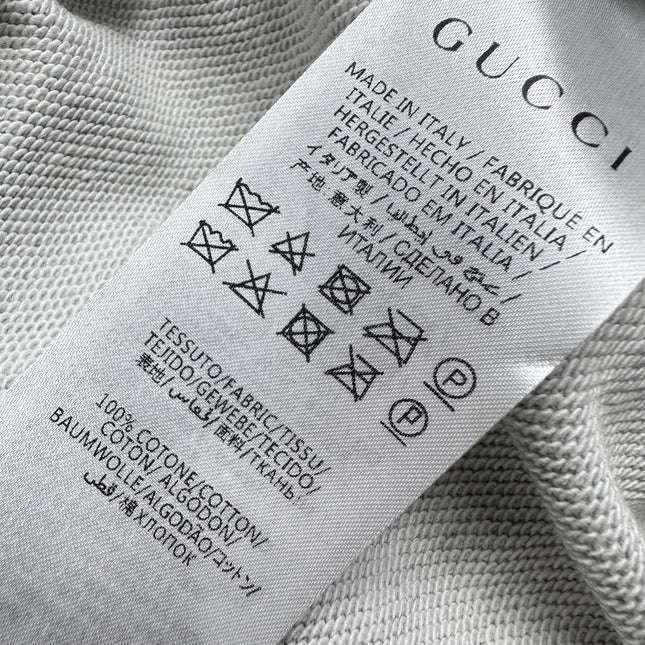 GUCCI
MADE IN ITALY / FABRIQUE EN
ITALIE / HECHO EN ITALIA /
HERGESTELLT IN ITALIEN
FABRICADO EM ITALIA /
イタリア製 / صنع في إيطاليا /
产地: 意大利 / СДЕЛАНО В
ИТАЛИИ
P
P
TESSUTO/FABRIC/TISSU/
TEJIDO/GEWEBE/TECIDO/
表地/قماش/面料/ТКАНЬ:
100% COTONE/COTTON/
COTON/ALGODON/
BAUMWOLLE/ALGODAO/コットン/
قطن/棉 ХЛОПОК